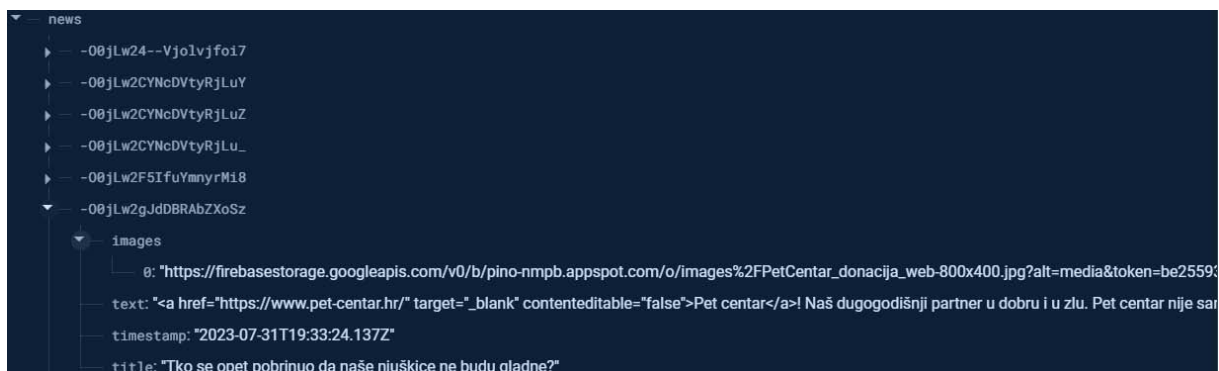 news
-O0jLw24--Vjolvjfoi7
-O0jLw2CYNcDVtyRjLuY
-O0jLw2CYNcDVtyRjLuZ
-O0jLw2CYNcDVtyRjLu_
-O0jLw2F5IfuYmnyrMi8
-O0jLw2gJdDBRAbZXoSz
images
0: "https://firebasestorage.googleapis.com/v0/b/pino-nmpb.appspot.com/o/images%2FPetCentar_donacija_web-800x400.jpg?alt=media&token=be25593
text: "<a href="https://www.pet-centar.hr/" target="_blank" contenteditable="false">Pet centar</a>! Naš dugogodišnji partner u dobru i u zlu. Pet centar nije sar
timestamp: "2023-07-31T19:33:24.137Z"
title: "Tko se opet pobrinuo da naše njuškice ne budu gladne?"